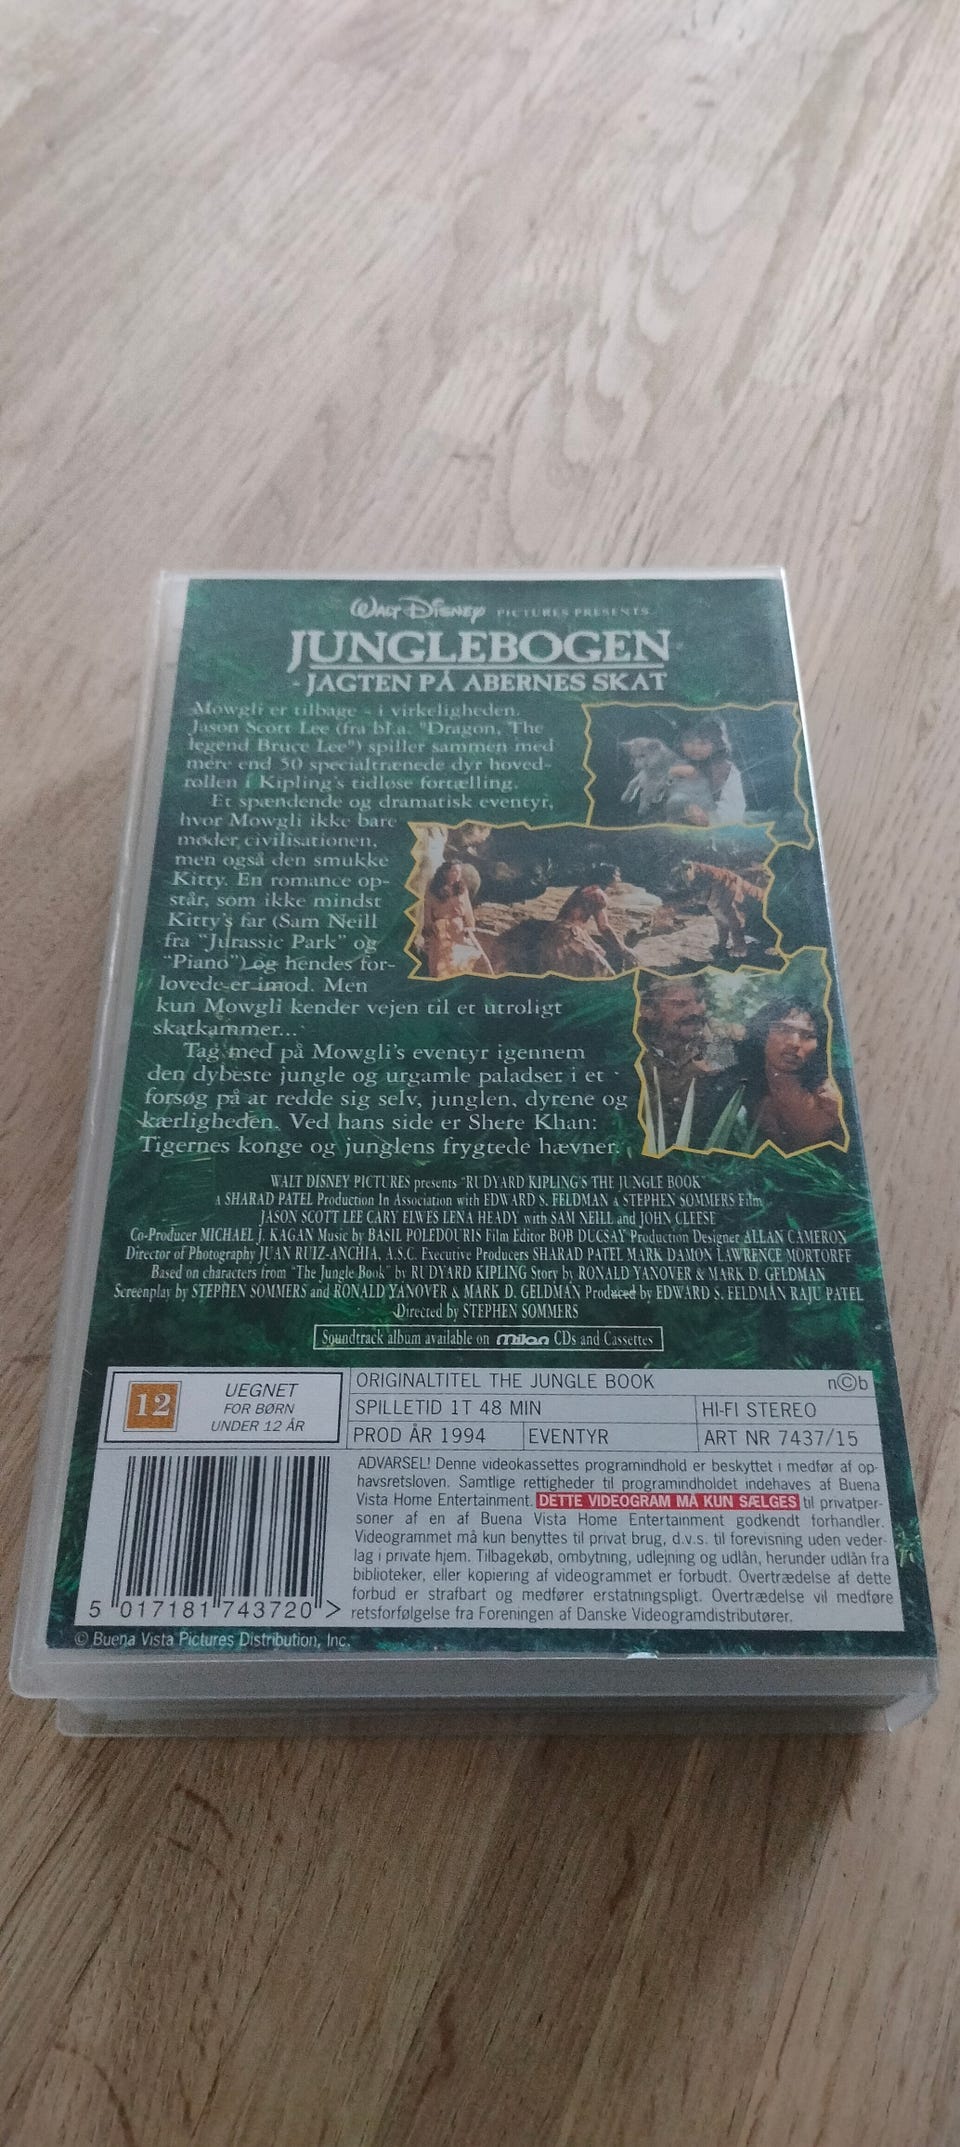 WALT DISNEY PICTURES PRESENTS
JUNGLEBOGEN
- JAGTEN PÅ ABERNES SKAT
Mowgli er tilbage - i virkeligheden.
Jason Scott Lee (fra bl.a. "Dragon, The
legend Bruce Lee") spiller sammen med
mere end 50 specialtrænede dyr hoved-
rollen i Kipling's tidløse fortælling.
Et spændende og dramatisk eventyr,
hvor Mowgli ikke bare
møder civilisationen,
men også den smukke
Kitty. En romance op-
står, som ikke mindst
Kitty's far (Sam Neill
fra "Jurassic Park" og
"Piano") og hendes for-
lovede er imod. Men
kun Mowgli kender vejen til et utroligt
skatkammer...
Tag med på Mowgli's eventyr igennem
den dybeste jungle og urgamle paladser i et
forsøg på at redde sig selv, junglen, dyrene og
kærligheden. Ved hans side er Shere Khan:
Tigernes konge og junglens frygtede hævner.
WALT DISNEY PICTURES presents "RUDYARD KIPLING'S THE JUNGLE BOOK"
A SHARAD PATEL Production In Association with EDWARD S. FELDMAN A STEPHEN SOMMERS Film
JASON SCOTT LEE CARY ELWES LENA HEADY with SAM NEILL and JOHN CLEESE
Co-Producer MICHAEL J. KAGAN Music by BASIL POLEDOURIS Film Editor BOB DUCSAY Production Designer ALLAN CAMERON
Director of Photography JUAN RUIZ-ANCHIA, A.S.C. Executive Producers SHARAD PATEL MARK DAMON LAWRENCE MORTORFF
Based on characters from "The Jungle Book" by RUDYARD KIPLING Story by RONALD YANOVER & MARK D. GELDMAN
Screenplay by STEPHEN SOMMERS and RONALD YANOVER & MARK D. GELDMAN Produced by EDWARD S. FELDMAN RAJU PATEL
Directed by STEPHEN SOMMERS
Soundtrack album available on milan CDs and Cassettes
12 UEGNET
FOR BØRN
UNDER 12 ÅR
ORIGINALTITEL THE JUNGLE BOOK n©b
SPILLETID 1T 48 MIN HI-FI STEREO
PROD ÅR 1994 EVENTYR ART NR 7437/15
ADVARSEL! Denne videokassettes programindhold er beskyttet i medfør af op-
havsretsloven. Samtlige rettigheder til programindholdet indehaves af Buena
Vista Home Entertainment. DETTE VIDEOGRAM MÅ KUN SÆLGES til privatper-
soner af en af Buena Vista Home Entertainment godkendt forhandler.
Videogrammet må kun benyttes til privat brug, d.v.s. til forevisning uden veder-
lag i private hjem. Tilbagekøb, ombytning, udlejning og udlån, herunder udlån fra
biblioteker, eller kopiering af videogrammet er forbudt. Overtrædelse af dette
forbud er strafbart og medfører erstatningspligt. Overtrædelse vil medføre
retsforfølgelse fra Foreningen af Danske Videogramdistributører.
5 017181 743720 >
© Buena Vista Pictures Distribution, Inc.